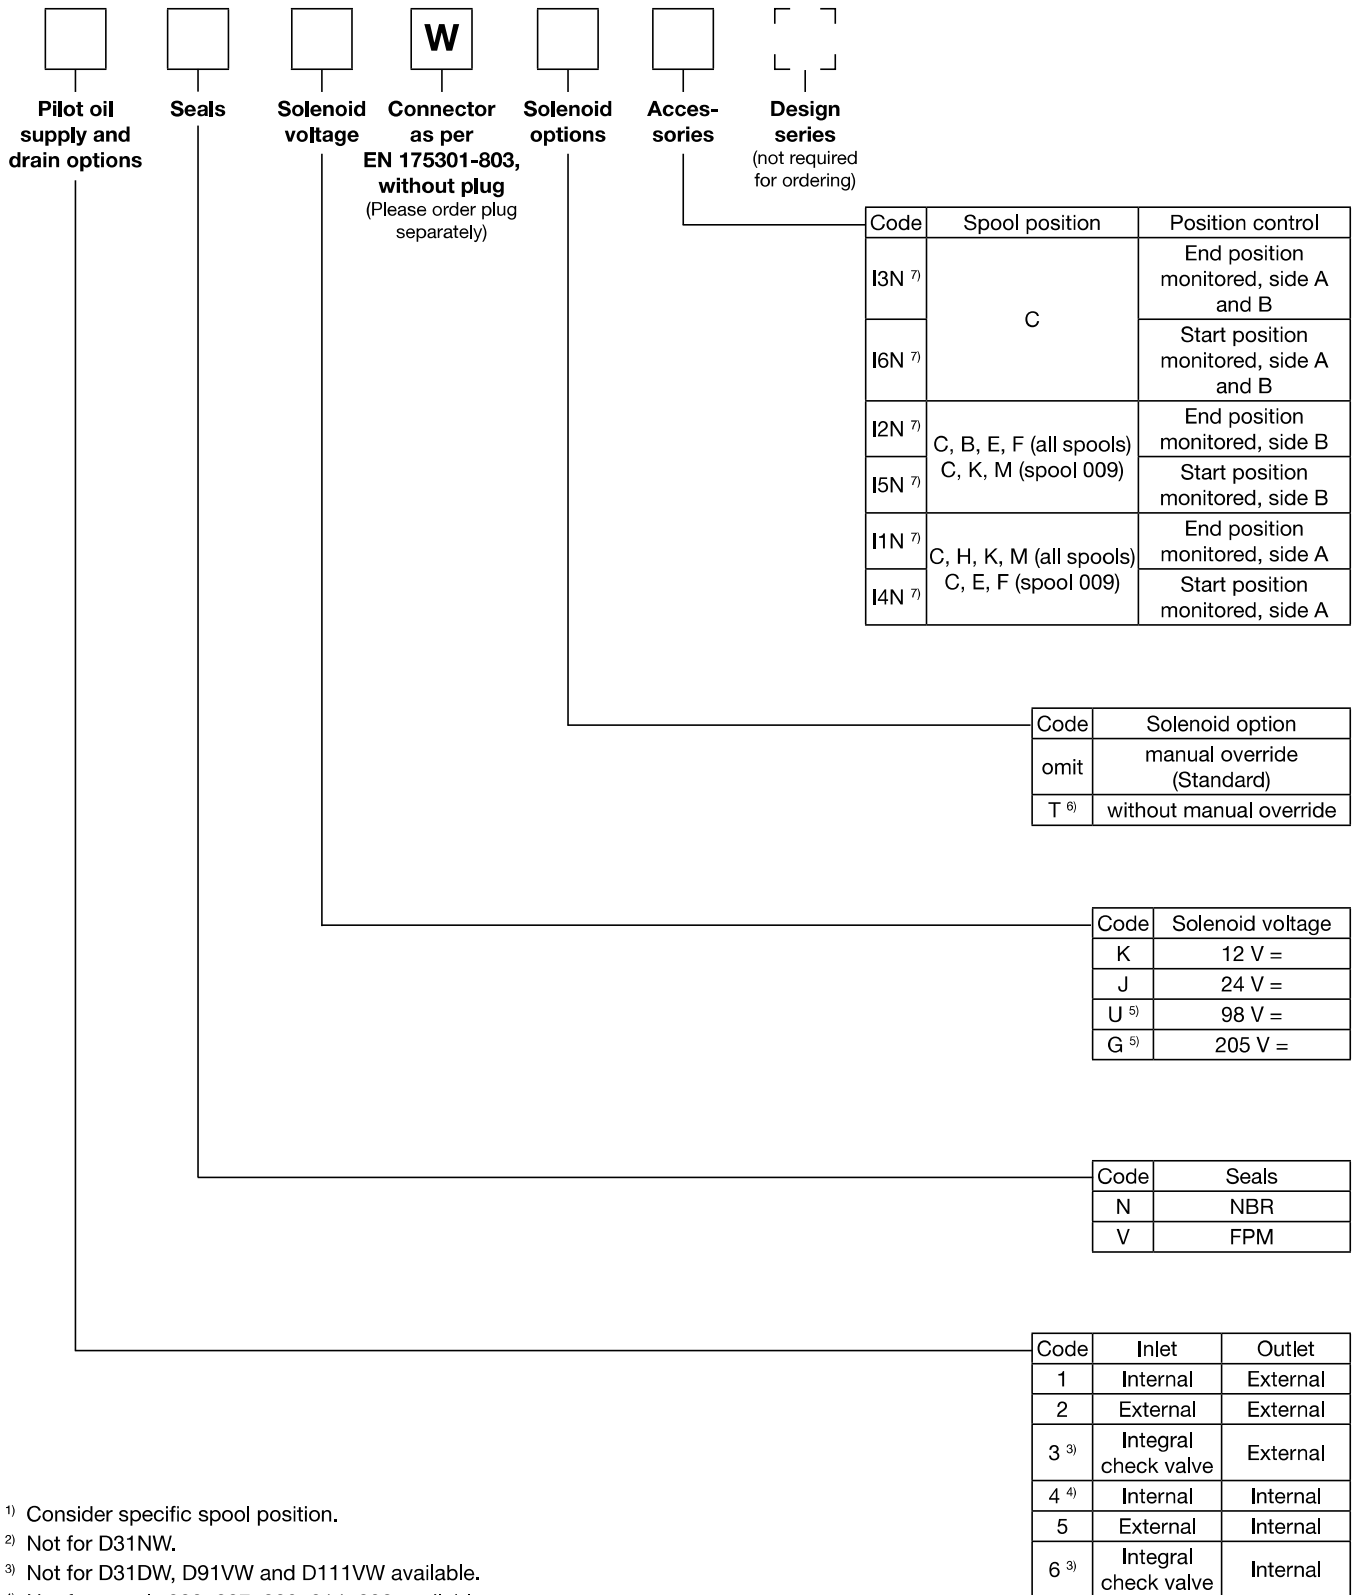 W
Pilot oil
supply and
drain options
Seals
Solenoid
voltage
Connector
as per
EN 175301-803,
without plug
(Please order plug
separately)
Solenoid
options
Acces-
sories
Design
series
(not required
for ordering)
Code Spool position Position control
I3N 7) C End position
monitored, side A
and B
I6N 7) Start position
monitored, side A
and B
I2N 7) C, B, E, F (all spools)
C, K, M (spool 009) End position
monitored, side B
I5N 7) Start position
monitored, side B
I1N 7) C, H, K, M (all spools)
C, E, F (spool 009) End position
monitored, side A
I4N 7) Start position
monitored, side A
Code Solenoid option
omit manual override
(Standard)
T 6) without manual override
Code Solenoid voltage
K 12 V =
J 24 V =
U 5) 98 V =
G 5) 205 V =
Code Seals
N NBR
V FPM
Code Inlet Outlet
1 Internal External
2 External External
3 3) Integral
check valve External
4 4) Internal Internal
5 External Internal
6 3) Integral
check valve Internal
1) Consider specific spool position.
2) Not for D31NW.
3) Not for D31DW, D91VW and D111VW available.